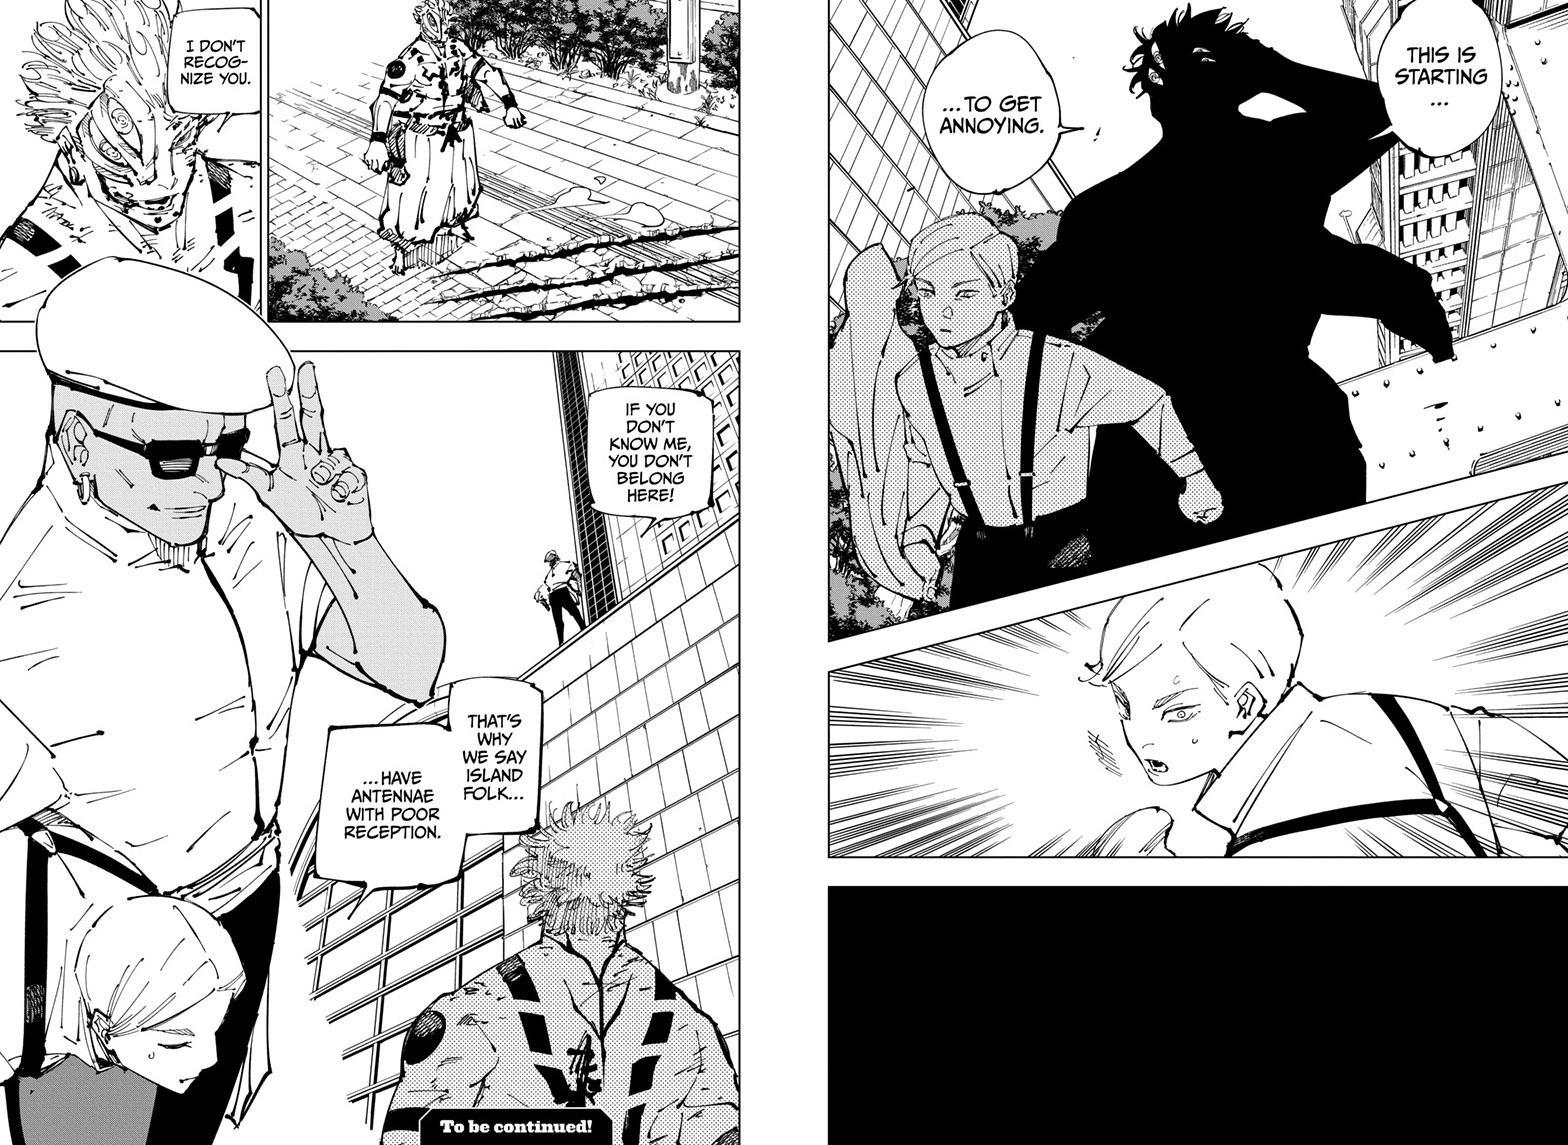 THIS IS
STARTING
...
...TO GET
ANNOYING.
I DON'T
RECOG-
NIZE YOU.
IF YOU
DON'T
KNOW ME,
YOU DON'T
BELONG
HERE!
THAT'S
WHY
WE SAY
ISLAND
FOLK...
...HAVE
ANTENNAE
WITH POOR
RECEPTION.
To be continued!